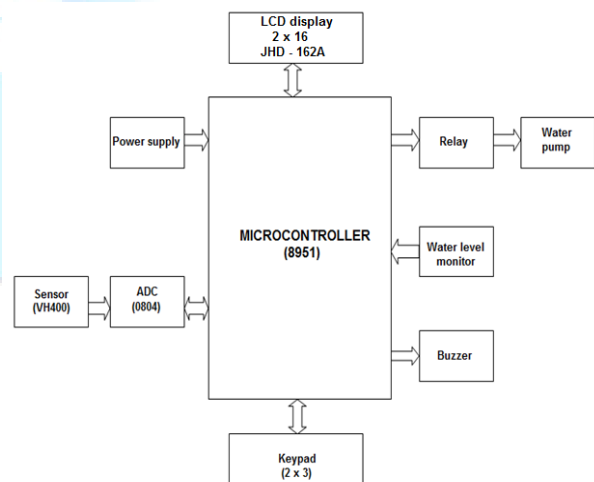 LCD display
2 x 16
JHD - 162A
Power supply
Relay
Water
pump
MICROCONTROLLER
(8951)
Water level
monitor
Sensor
(VH400)
ADC
(0804)
Buzzer
Keypad
(2 x 3)